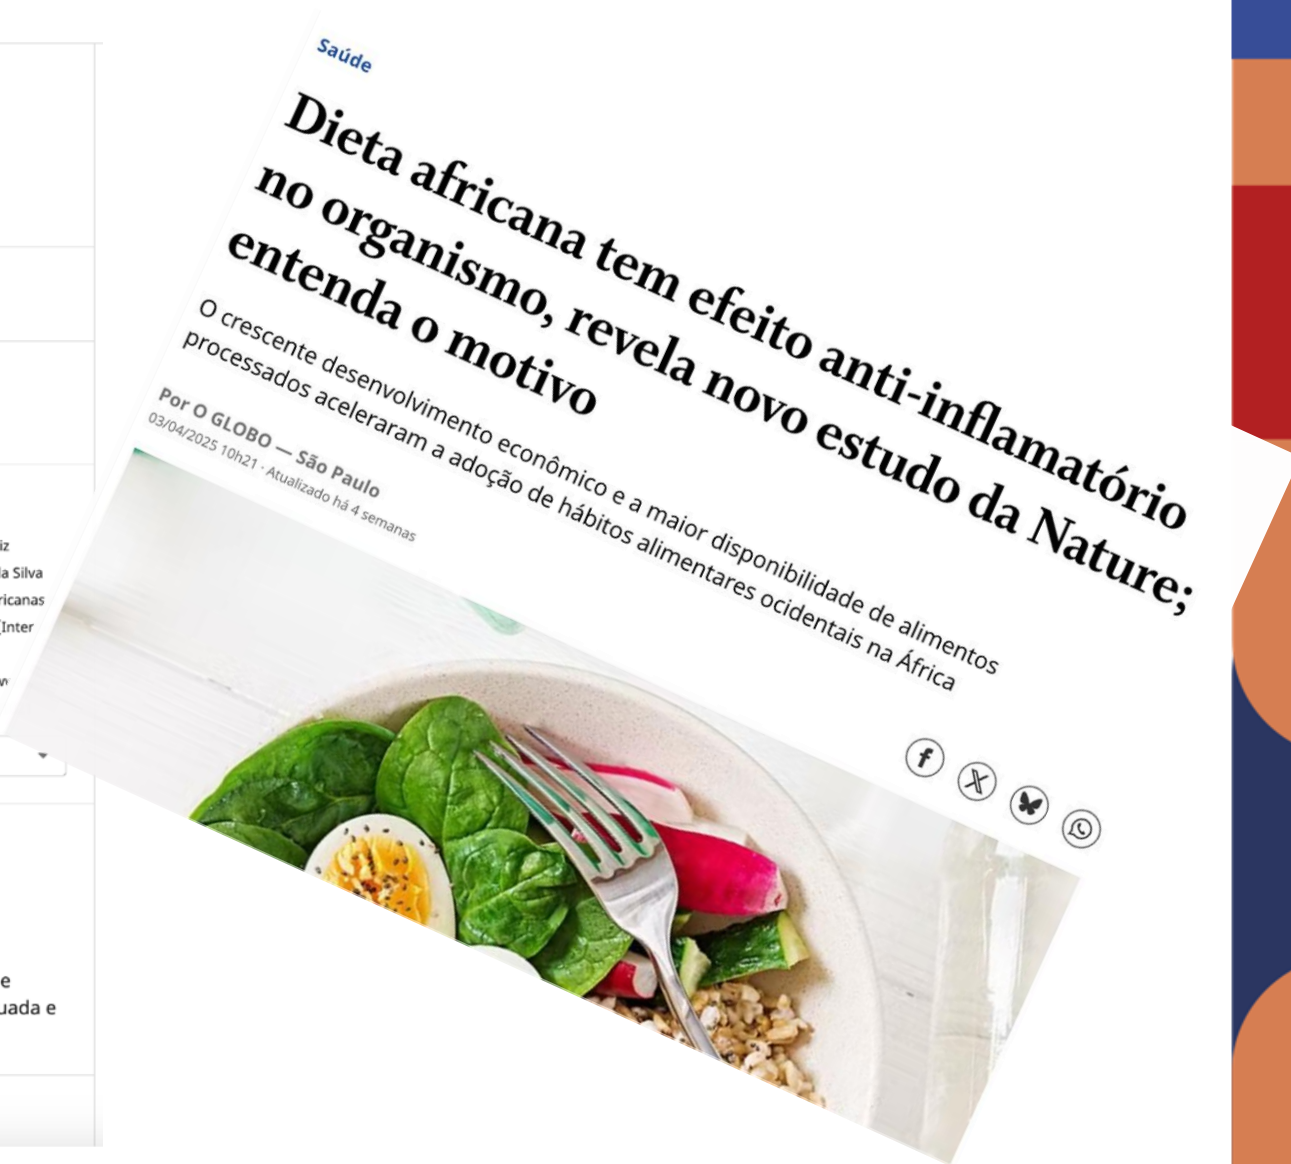 Saúde
Dieta africana tem efeito anti-inflamatório
no organismo, revela novo estudo da Nature;
entenda o motivo
O crescente desenvolvimento econômico e a maior disponibilidade de alimentos
processados aceleraram a adoção de hábitos alimentares ocidentais na África
Por O GLOBO — São Paulo
03/04/2025 10h21 · Atualizado há 4 semanas
iz
la Silva
ricanas
[Inter
e
uada e